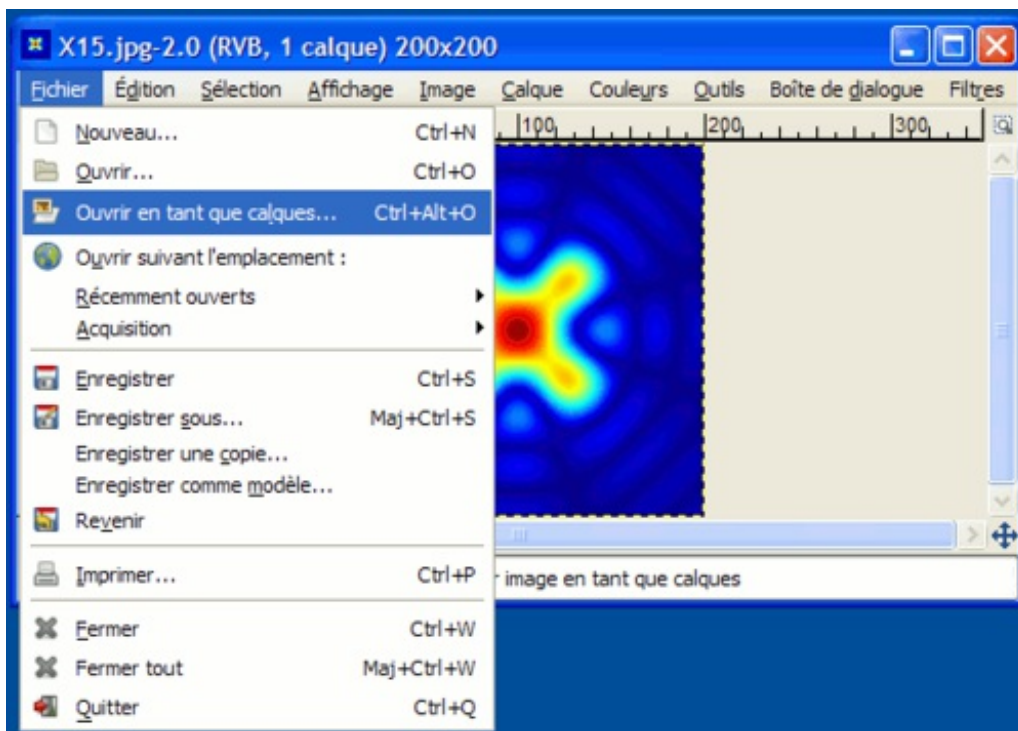 X15.jpg-2.0 (RVB, 1 calque) 200x200
Fichier Édition Sélection Affichage Image Calque Couleurs Outils Boîte de dialogue Filtres
100 200 300
Nouveau... Ctrl+N
Ouvrir... Ctrl+O
Ouvrir en tant que calques... Ctrl+Alt+O
Ouvrir suivant l'emplacement :
Récemment ouverts
Acquisition
Enregistrer Ctrl+S
Enregistrer sous... Maj+Ctrl+S
Enregistrer une copie...
Enregistrer comme modèle...
Revenir
Imprimer... Ctrl+P
image en tant que calques
Fermer Ctrl+W
Fermer tout Maj+Ctrl+W
Quitter Ctrl+Q